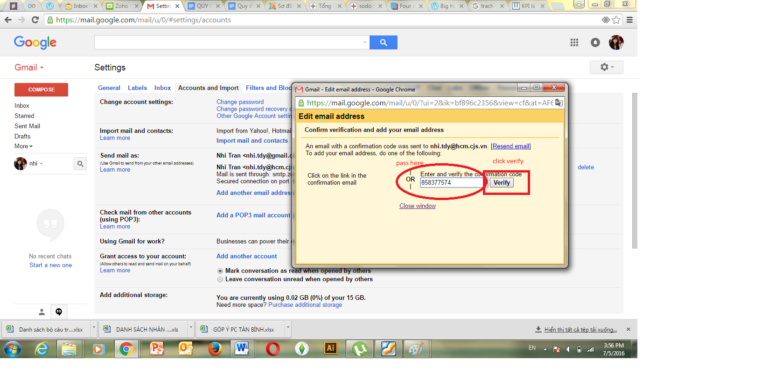 Inbox
Zoho
Sett
QUY
Quy
Sơ đồ
Tổng
Four
Big H
KPI là
https://mail.google.com/mail/u/0/#settings/accounts
Google
Gmail
Settings
COMPOSE
Inbox
Starred
Sent Mail
Drafts
More
nhi
No recent chats
Start a new one
General Labels Inbox Accounts and Import Filters and Bloc
Change account settings:
Change password
Change password recovery
Other Google Account setting
Import mail and contacts:
Learn more
Import from Yahoo!, Hotmail
Import mail and contacts
Send mail as:
(Use Gmail to send from your other email addresses)
Learn more
Nhi Tran <nhi.tdy@gmail.c
Nhi Tran <nhi.tdy@hcm.cj
Mail is sent through: smtp.zo
Secured connection on port
Add another email address
delete
Check mail from other accounts
(using POP3):
Learn more
Add a POP3 mail account
Using Gmail for work?
Businesses can power their
Grant access to your account:
(Allow others to read and send mail on your behalf)
Learn more
Add another account
Mark conversation as read when opened by others
Leave conversation unread when opened by others
Add additional storage:
You are currently using 0.02 GB (0%) of your 15 GB.
Need more space? Purchase additional storage
Gmail - Edit email address - Google Chrome
https://mail.google.com/mail/u/0/?ui=2&ik=bf896c2356&view=cf&at=AF6
Edit email address
Confirm verification and add your email address
An email with a confirmation code was sent to nhi.tdy@hcm.cjs.vn. [Resend email]
To add your email address, do one of the following:
pass here
click verify
Click on the link in the
confirmation email
OR
Enter and verify the confirmation code
858377574
Verify
Close window
Danh sách bộ câu tr....xlsx
DANH SÁCH NHÂN ....xls
GÓP Ý PC TÂN BÌNH.xls
Hiển thị tất cả tệp tải xuống...
EN
3:56 PM
7/5/2016